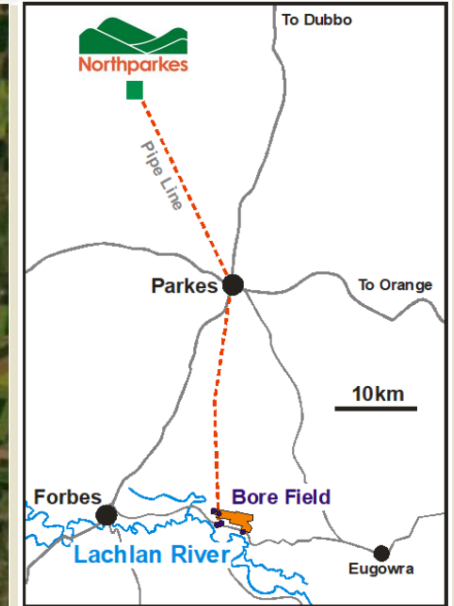 To Dubbo
Northparkes
Pipe Line
Parkes
To Orange
10km
Forbes
Bore Field
Lachlan River
Eugowra